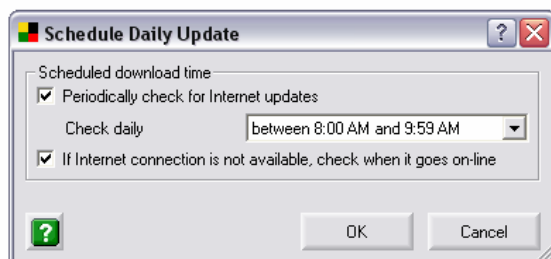 Schedule Daily Update
?
Scheduled download time
Periodically check for Internet updates
Check daily between 8:00 AM and 9:59 AM
If Internet connection is not available, check when it goes on-line
? OK Cancel